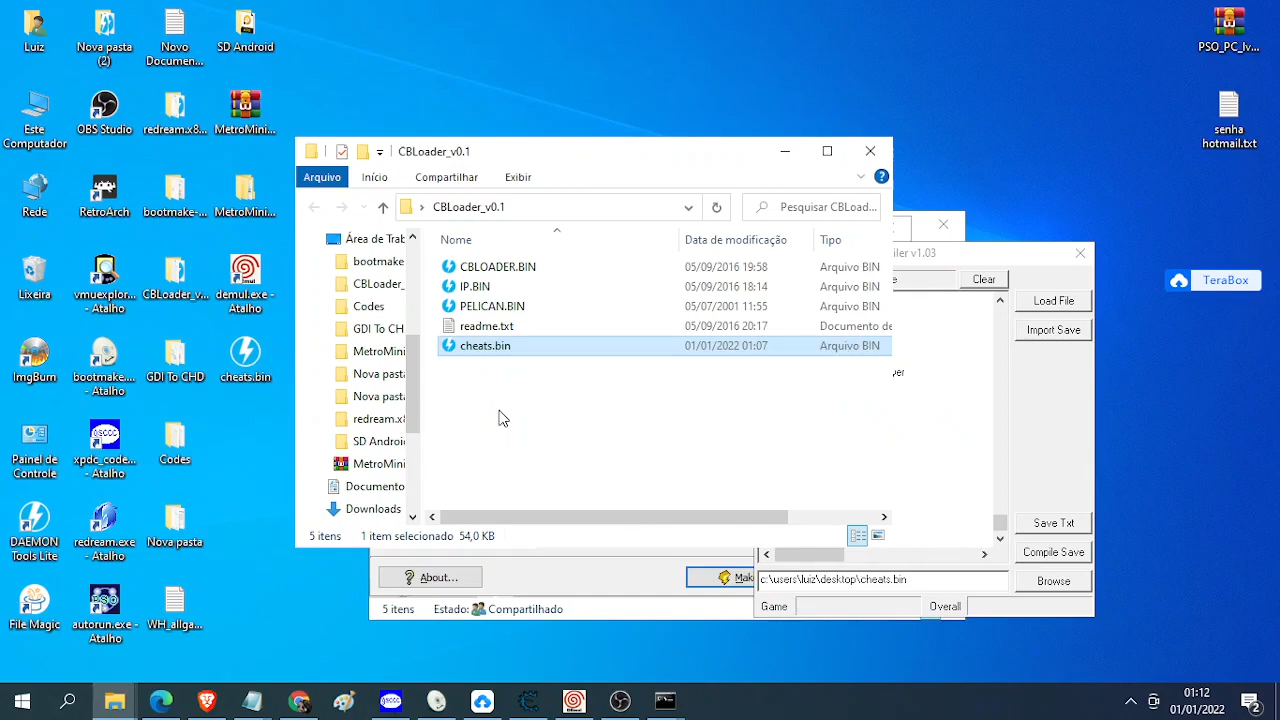 Luiz
Nova pasta
(2)
Novo
Documen...
SD Android
PSO_PC_Iv...
Este
Computador
OBS Studio
redream.x8...
MetroMini...
senha
hotmail.txt
Rede
RetroArch
bootmake-...
MetroMini...
Lixeira
vmuexplor...
- Atalho
CBLoader_v...
demul.exe -
Atalho
TeraBox
ImgBurn
bootmake....
- Atalho
GDI To CHD
cheats.bin
Painel de
Controle
xpdc_code...
- Atalho
Codes
DAEMON
Tools Lite
redream.exe
- Atalho
Nova pasta
File Magic
autorun.exe -
Atalho
WH_allga...
CBLoader_v0.1
Arquivo
Início
Compartilhar
Exibir
CBLoader_v0.1
Pesquisar CBLoad...
Nome
Data de modificação
Tipo
Área de Trab
bootmake
CBLoader_
Codes
GDI To CH
MetroMini
Nova pasta
Nova pasta
redream.x8
SD Androi
MetroMini
Documento
Downloads
CBLOADER.BIN 05/09/2016 19:58 Arquivo BIN
IP.BIN 05/09/2016 18:14 Arquivo BIN
PELICAN.BIN 05/07/2001 11:55 Arquivo BIN
readme.txt 05/09/2016 20:17 Documento de
cheats.bin 01/01/2022 01:07 Arquivo BIN
5 itens 1 item selecionado 54,0 KB
iler v1.03
Clear
Load File
Import Save
Save Txt
Compile Save
c:\users\luiz\desktop\cheats.bin
Browse
Game
Overall
About...
Mak
5 itens Estado: Compartilhado
01:12
01/01/2022
2